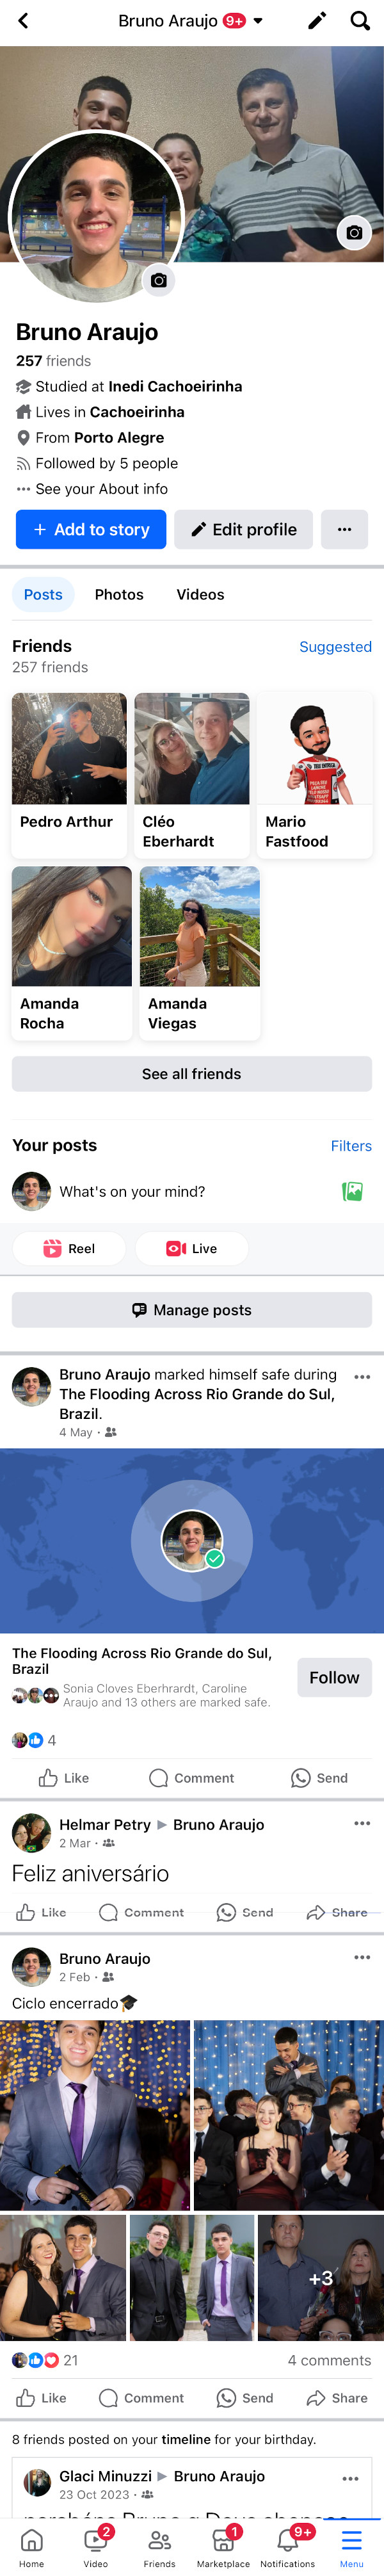 Bruno Araujo 9+
Bruno Araujo
257 friends
Studied at Inedi Cachoeirinha
Lives in Cachoeirinha
From Porto Alegre
Followed by 5 people
See your About info
Add to story
Edit profile
Posts Photos Videos
Friends Suggested
257 friends
Pedro Arthur
Cléo
Eberhardt
Mario
Fastfood
Amanda
Rocha
Amanda
Viegas
See all friends
Your posts Filters
What's on your mind?
Reel Live
Manage posts
Bruno Araujo marked himself safe during
The Flooding Across Rio Grande do Sul,
Brazil.
4 May ·
The Flooding Across Rio Grande do Sul,
Brazil
Sonia Cloves Eberhrardt, Caroline
Araujo and 13 others are marked safe.
Follow
4
Like Comment Send
Helmar Petry ▶ Bruno Araujo
2 Mar ·
Feliz aniversário
Like Comment Send Share
Bruno Araujo
2 Feb ·
Ciclo encerrado🎓
+3
21 4 comments
Like Comment Send Share
8 friends posted on your timeline for your birthday.
Glaci Minuzzi ▶ Bruno Araujo
23 Oct 2023 ·
2 1 9+
Home Video Friends Marketplace Notifications Menu